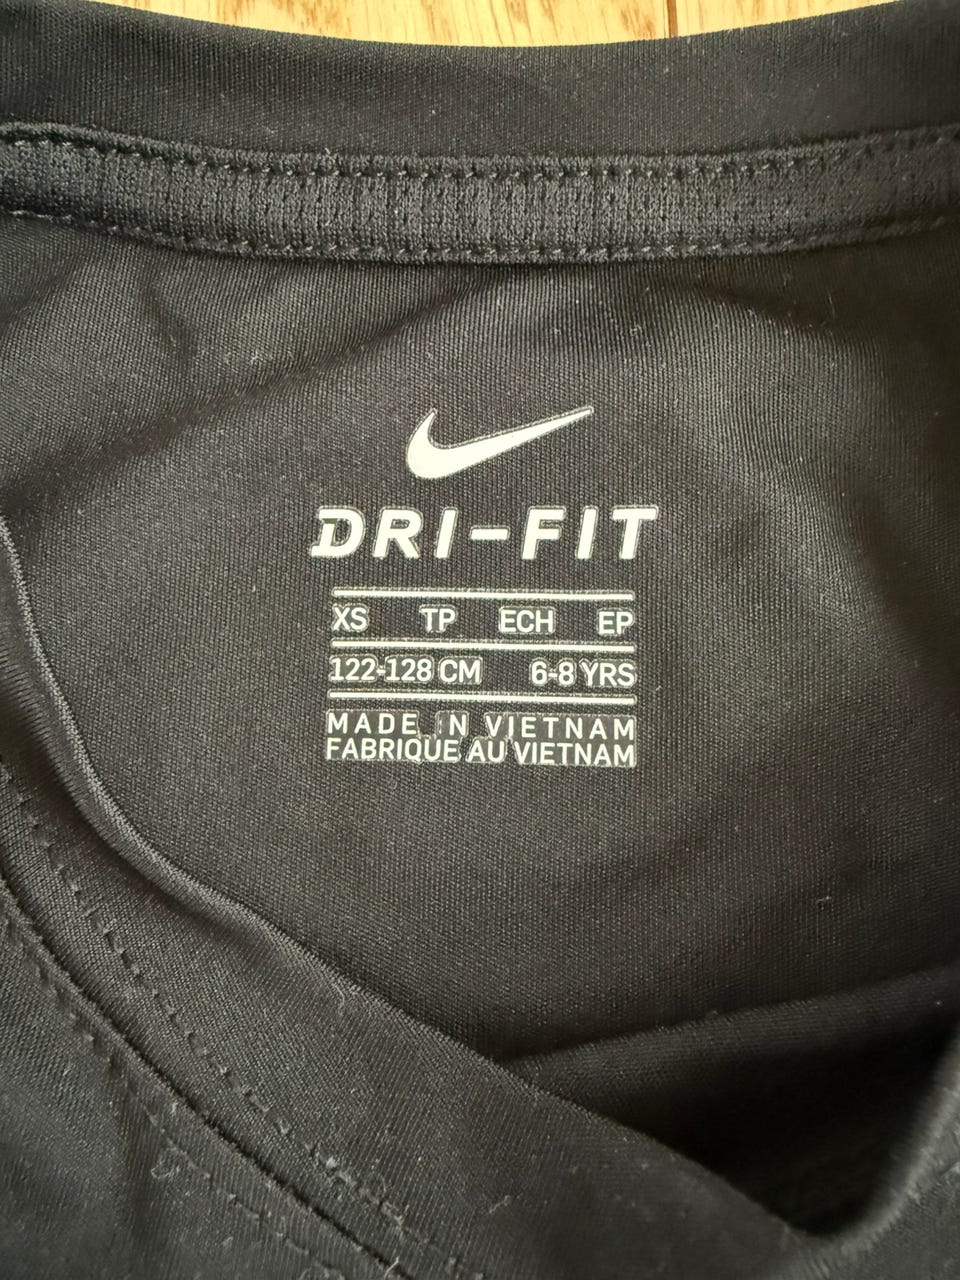 DRI-FIT
XS TP ECH EP
122-128 CM 6-8 YRS
MADE IN VIETNAM
FABRIQUE AU VIETNAM